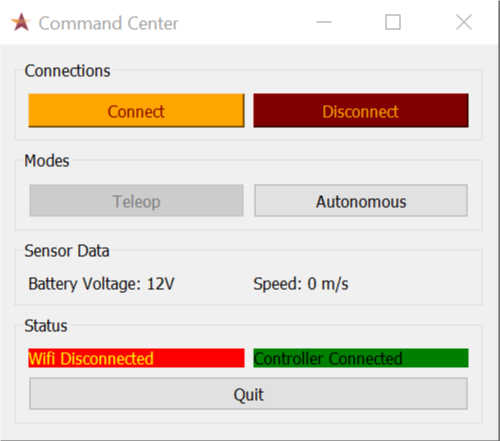 Command Center
Connections
Connect Disconnect
Modes
Teleop Autonomous
Sensor Data
Battery Voltage: 12V Speed: 0 m/s
Status
Wifi Disconnected Controller Connected
Quit